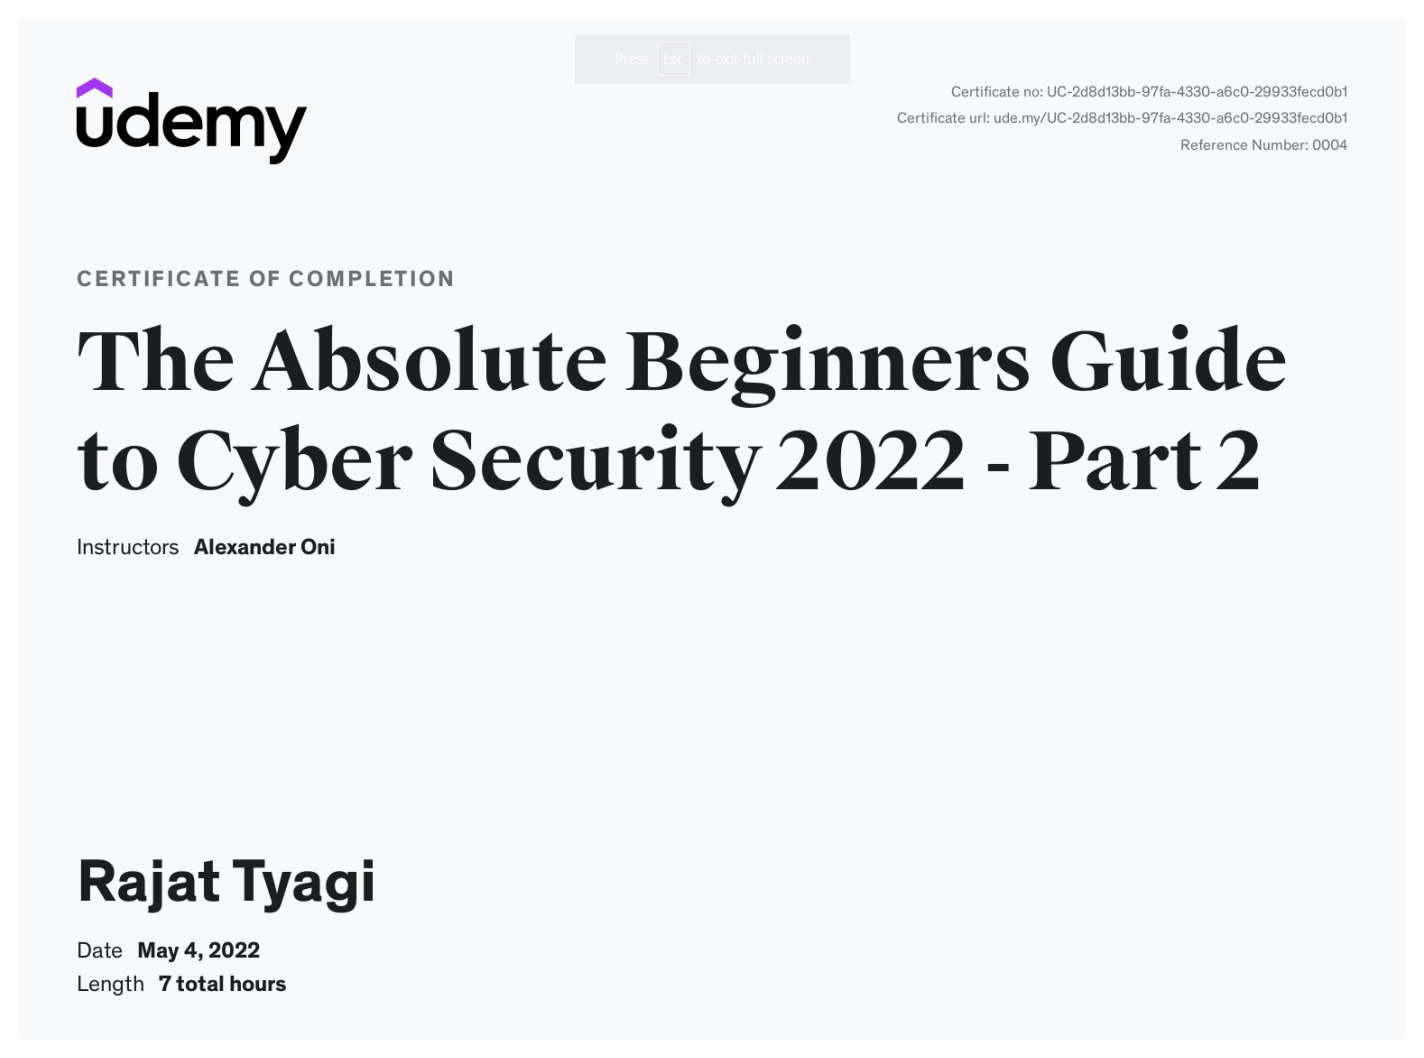 Press Esc to exit full screen
udemy
Certificate no: UC-2d8d13bb-97fa-4330-a6c0-29933fecd0b1
Certificate url: ude.my/UC-2d8d13bb-97fa-4330-a6c0-29933fecd0b1
Reference Number: 0004
CERTIFICATE OF COMPLETION
The Absolute Beginners Guide
to Cyber Security 2022 - Part 2
Instructors Alexander Oni
Rajat Tyagi
Date May 4, 2022
Length 7 total hours